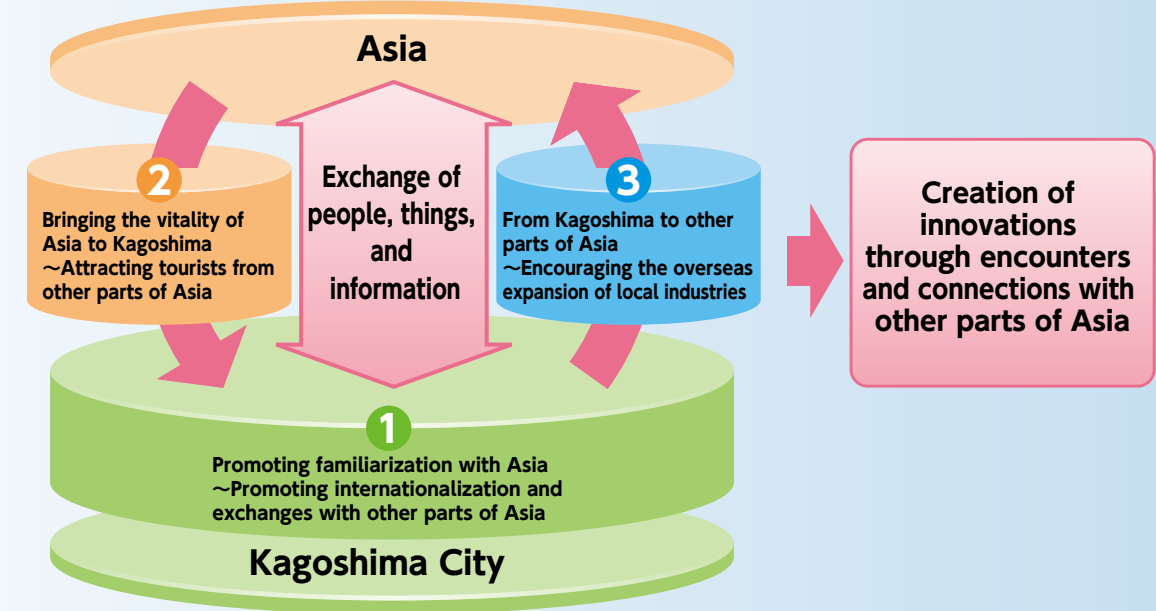 Asia
2
Bringing the vitality of
Asia to Kagoshima
～Attracting tourists from
other parts of Asia
Exchange of
people, things,
and
information
3
From Kagoshima to other
parts of Asia
～Encouraging the overseas
expansion of local industries
Creation of
innovations
through encounters
and connections with
other parts of Asia
1
Promoting familiarization with Asia
～Promoting internationalization and
exchanges with other parts of Asia
Kagoshima City